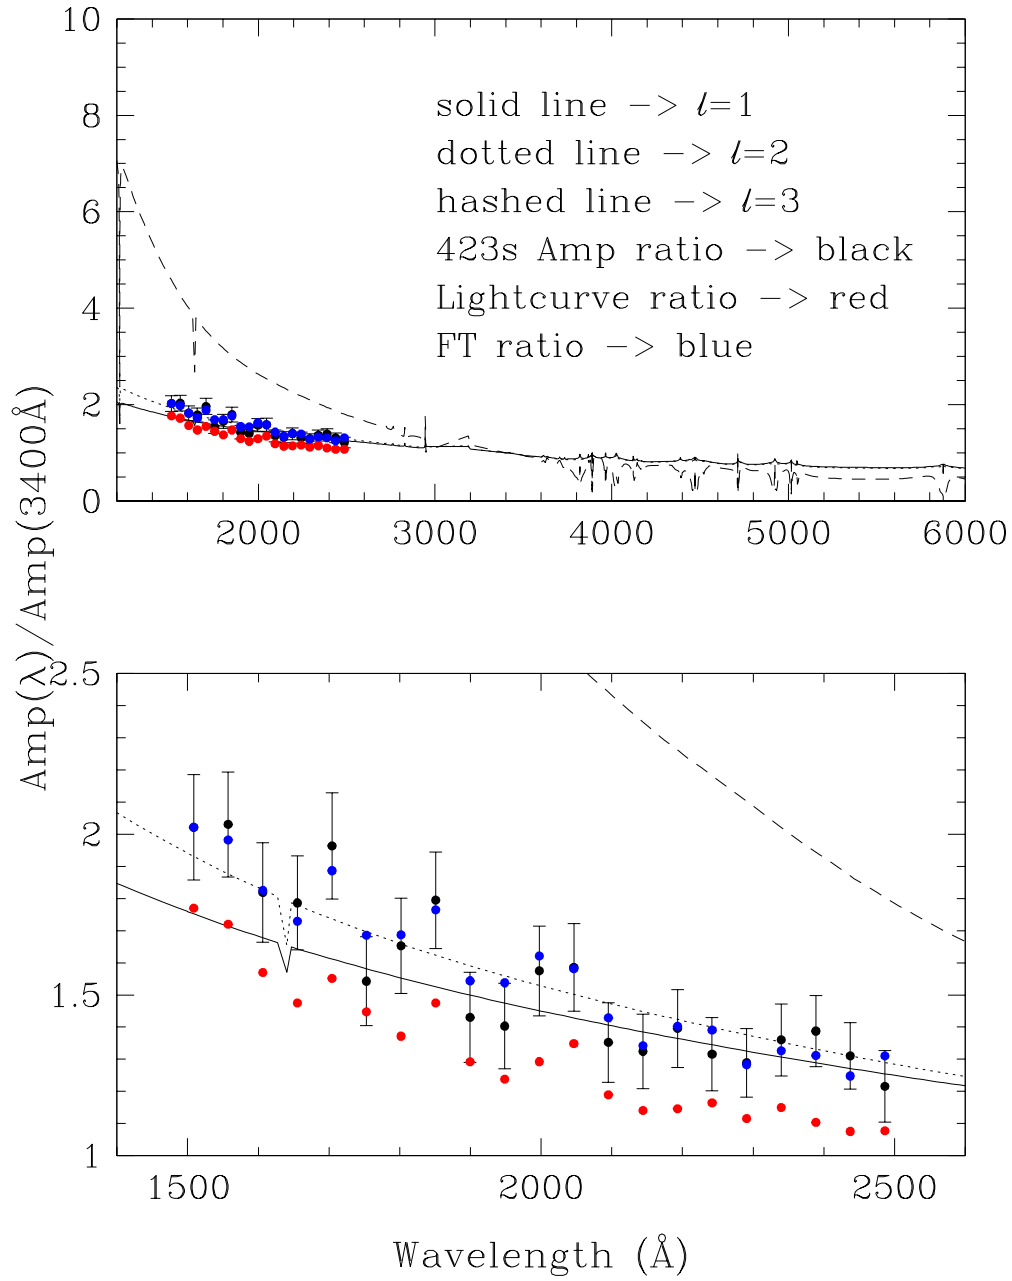 10
8
6
4
2
0
solid line -> ℓ=1
dotted line -> ℓ=2
hashed line -> ℓ=3
423s Amp ratio -> black
Lightcurve ratio -> red
FT ratio -> blue
2000 3000 4000 5000 6000
Amp(λ)/Amp(3400Å)
2.5
2
1.5
1
1500 2000 2500
Wavelength (Å)